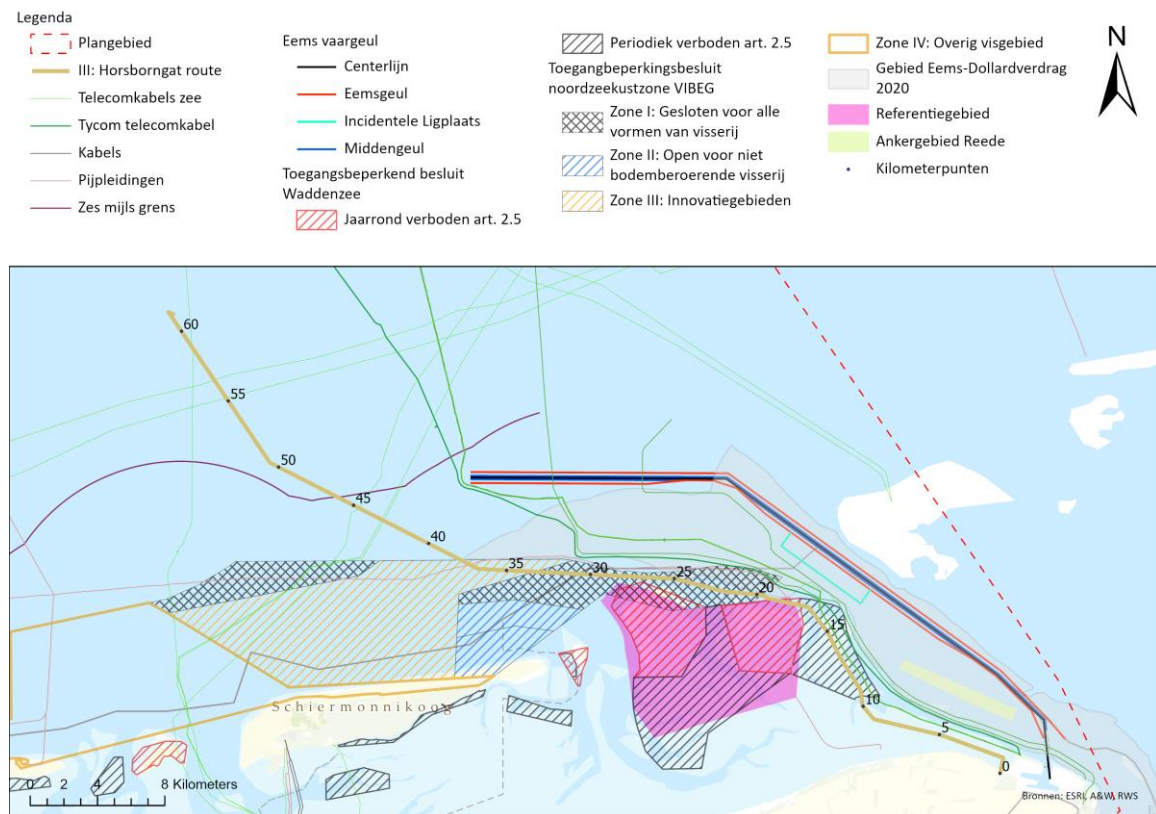 Legenda
Plangebied
III: Horsborngat route
Telecomkabels zee
Tycom telecomkabel
Kabels
Pijpleidingen
Zes mijls grens
Eems vaargeul
Centerlijn
Eemsgeul
Incidentele Ligplaats
Middengeul
Toegangsbeperkend besluit
Waddenzee
Jaarrond verboden art. 2.5
Periodiek verboden art. 2.5
Toegangbeperkingsbesluit
noordzeekustzone VIBEG
Zone I: Gesloten voor alle
vormen van visserij
Zone II: Open voor niet
bodemberoerende visserij
Zone III: Innovatiegebieden
Zone IV: Overig visgebied
Gebied Eems-Dollardverdrag
2020
Referentiegebied
Ankergebied Reede
Kilometerpunten
N
60
55
50
45
40
35
30
25
20
15
10
5
0
Schiermonnikoog
0 2 4 8 Kilometers
Bronnen: ESRI, A&W, RWS